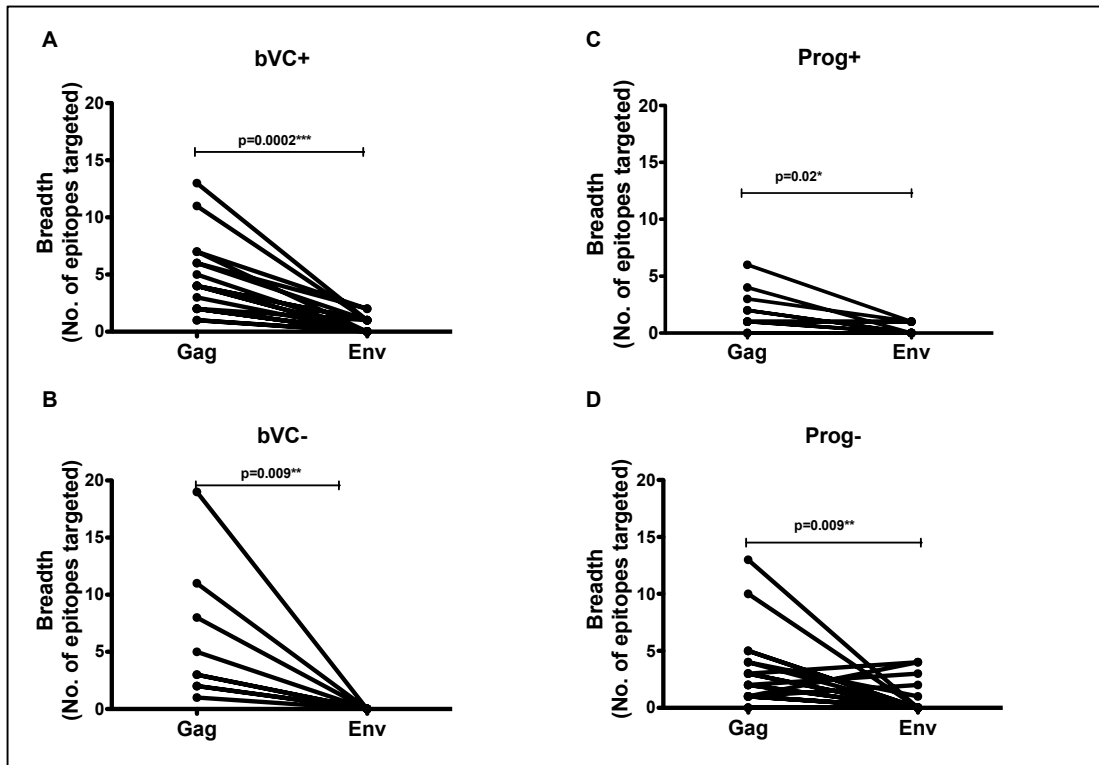 A
bVC+
Breadth
(No. of epitopes targeted)
20
15
10
5
0
p=0.0002***
Gag Env
C
Prog+
Breadth
(No. of epitopes targeted)
20
15
10
5
0
p=0.02*
Gag Env
B
bVC-
Breadth
(No. of epitopes targeted)
20
15
10
5
0
p=0.009**
Gag Env
D
Prog-
Breadth
(No. of epitopes targeted)
20
15
10
5
0
p=0.009**
Gag Env